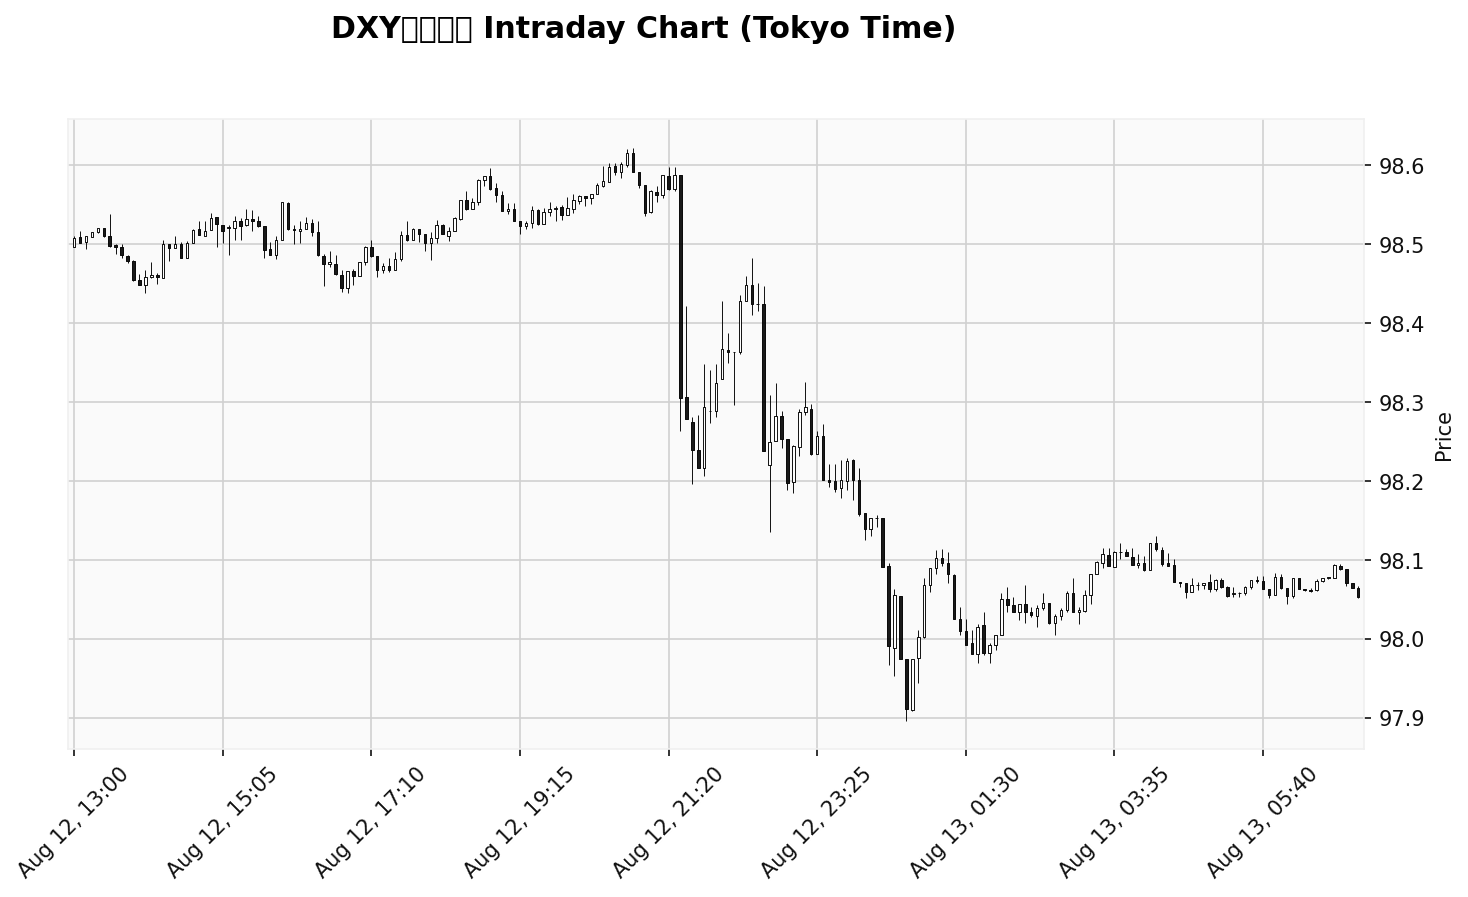 DXY□□□□ Intraday Chart (Tokyo Time)
98.6
98.5
98.4
98.3
98.2
98.1
98.0
97.9
Price
Aug 12, 13:00
Aug 12, 15:05
Aug 12, 17:10
Aug 12, 19:15
Aug 12, 21:20
Aug 12, 23:25
Aug 13, 01:30
Aug 13, 03:35
Aug 13, 05:40